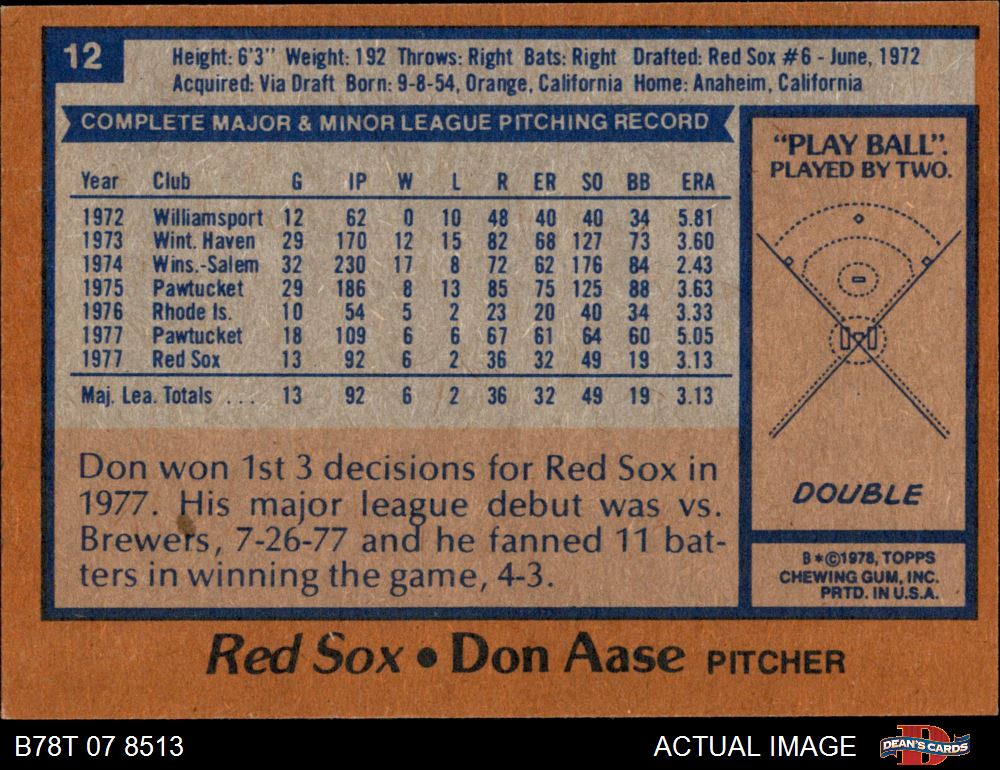 12
Height: 6'3" Weight: 192 Throws: Right Bats: Right Drafted: Red Sox #6 - June, 1972
Acquired: Via Draft Born: 9-8-54, Orange, California Home: Anaheim, California
COMPLETE MAJOR & MINOR LEAGUE PITCHING RECORD
Year Club G IP W L R ER SO BB ERA
1972 Williamsport 12 62 0 10 48 40 40 34 5.81
1973 Wint. Haven 29 170 12 15 82 68 127 73 3.60
1974 Wins.-Salem 32 230 17 8 72 62 176 84 2.43
1975 Pawtucket 29 186 8 13 85 75 125 88 3.63
1976 Rhode Is. 10 54 5 2 23 20 40 34 3.33
1977 Pawtucket 18 109 6 6 67 61 64 60 5.05
1977 Red Sox 13 92 6 2 36 32 49 19 3.13
Maj. Lea. Totals . . . 13 92 6 2 36 32 49 19 3.13
Don won 1st 3 decisions for Red Sox in
1977. His major league debut was vs.
Brewers, 7-26-77 and he fanned 11 bat-
ters in winning the game, 4-3.
"PLAY BALL".
PLAYED BY TWO.
DOUBLE
B*©1978, TOPPS
CHEWING GUM, INC.
PRTD. IN U.S.A.
Red Sox • Don Aase PITCHER
B78T 07 8513
ACTUAL IMAGE
D
DEAN'S CARDS